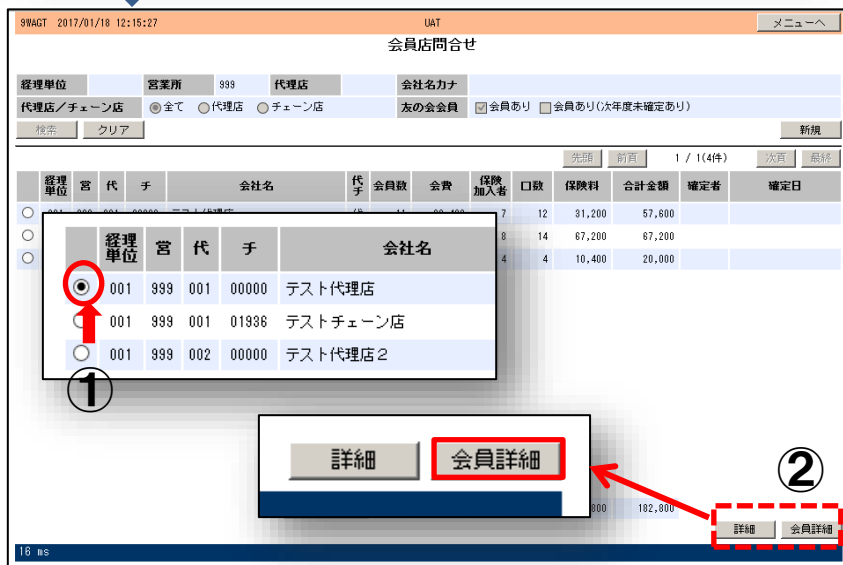 9WAGT 2017/01/18 12:15:27 UAT メニューへ
会員店問合せ
経理単位 営業所 999 代理店 会社名カナ
代理店／チェーン店 全て 代理店 チェーン店 友の会会員 会員あり 会員あり(次年度未確定あり)
検索 クリア 新規
先頭 前頁 1 / 1(4件) 次頁 最終
経理単位 営 代 チ 会社名 代チ 会員数 会費 保険加入者 口数 保険料 合計金額 確定者 確定日
7 12 31,200 57,600
8 14 67,200 67,200
4 4 10,400 20,000
経理単位 営 代 チ 会社名
001 999 001 00000 テスト代理店
001 999 001 01936 テストチェーン店
001 999 002 00000 テスト代理店２
①
詳細 会員詳細
②
800 182,800
詳細 会員詳細
16 ms